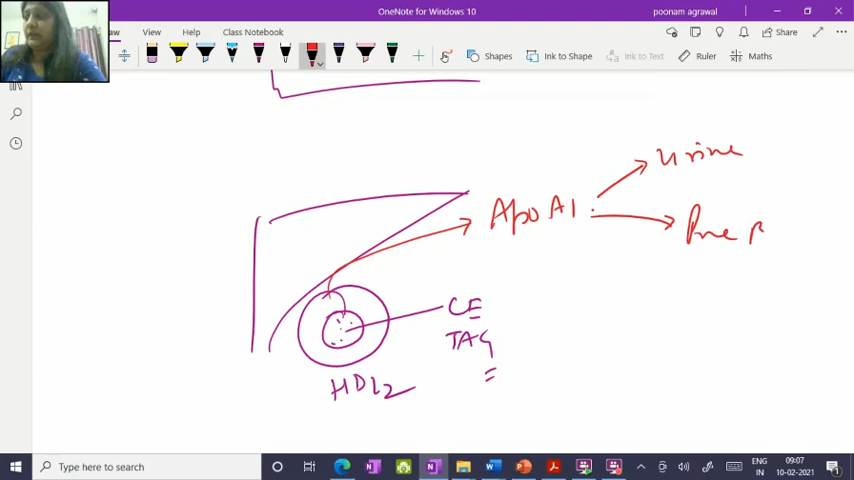 OneNote for Windows 10
poonam agrawal
aw
View
Help
Class Notebook
Share
Shapes
Ink to Shape
Ink to Text
Ruler
Maths
Urine
Apo A1
Pre β
CE
TAG
HDL2
Type here to search
ENG
IN
09:07
10-02-2021